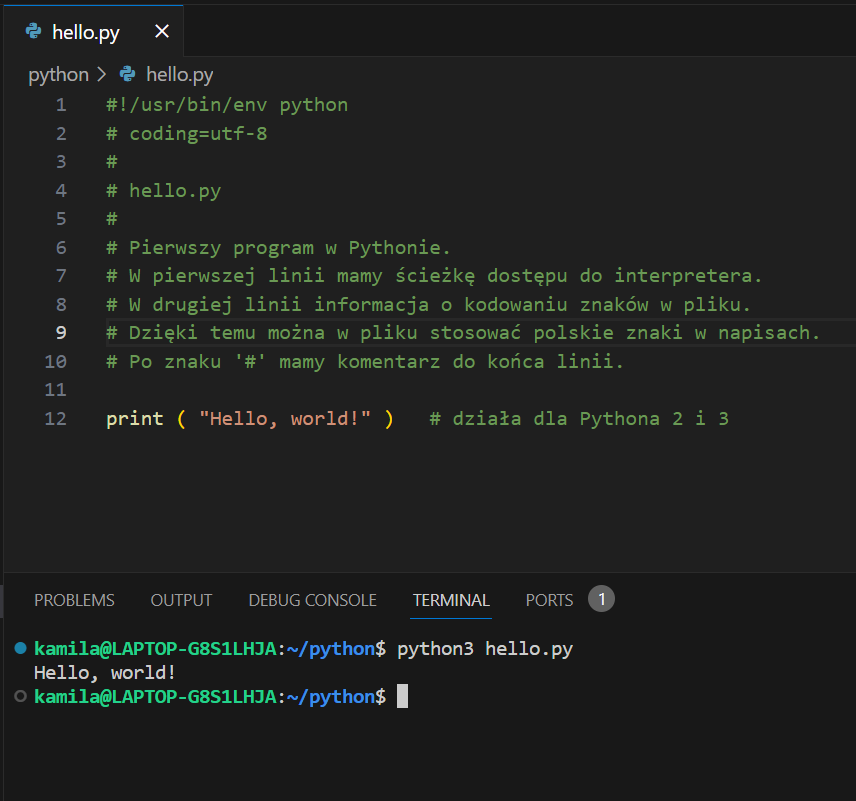 hello.py
python > hello.py
1 #!/usr/bin/env python
2 # coding=utf-8
3 #
4 # hello.py
5 #
6 # Pierwszy program w Pythonie.
7 # W pierwszej linii mamy ścieżkę dostępu do interpretera.
8 # W drugiej linii informacja o kodowaniu znaków w pliku.
9 # Dzięki temu można w pliku stosować polskie znaki w napisach.
10 # Po znaku '#' mamy komentarz do końca linii.
11
12 print ( "Hello, world!" )   # działa dla Pythona 2 i 3
PROBLEMS OUTPUT DEBUG CONSOLE TERMINAL PORTS 1
kamila@LAPTOP-G8S1LHJA:~/python$ python3 hello.py
Hello, world!
kamila@LAPTOP-G8S1LHJA:~/python$